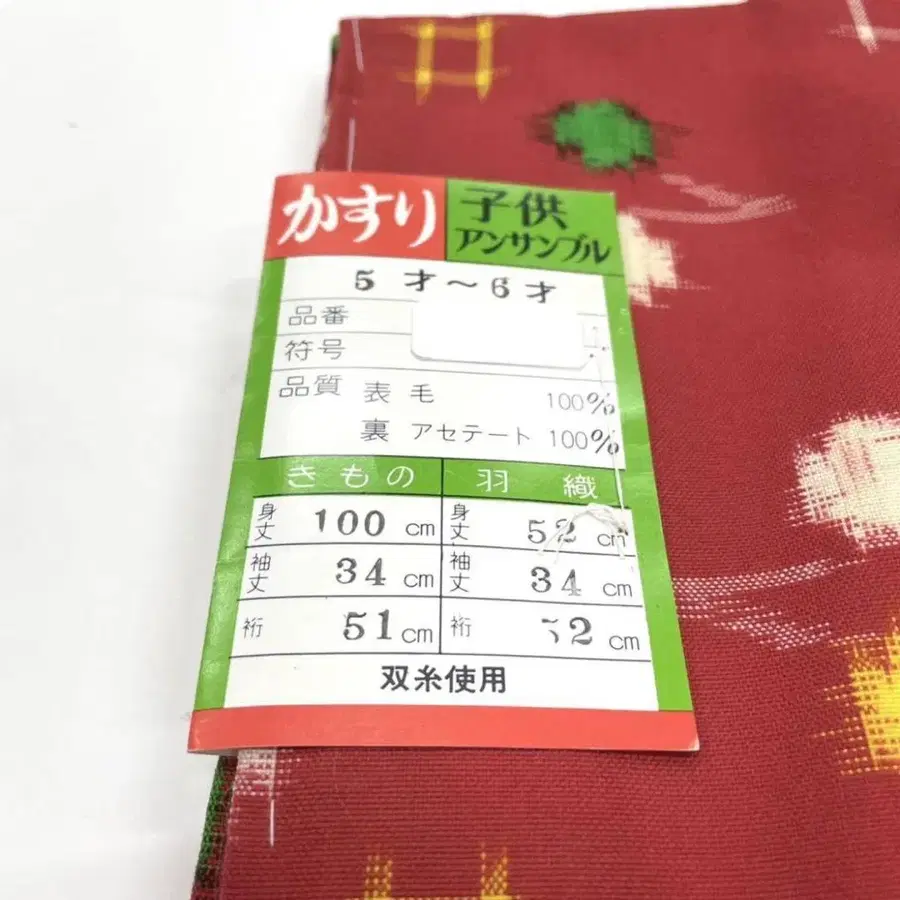 かすり
子供
アンサンブル
5才～6才
品番
符号
品質 表 毛 100%
裏 アセテート 100%
きもの 羽織
身丈 100 cm 身丈 52 cm
袖丈 34 cm 袖丈 34 cm
裄 51 cm 裄 52 cm
双糸使用